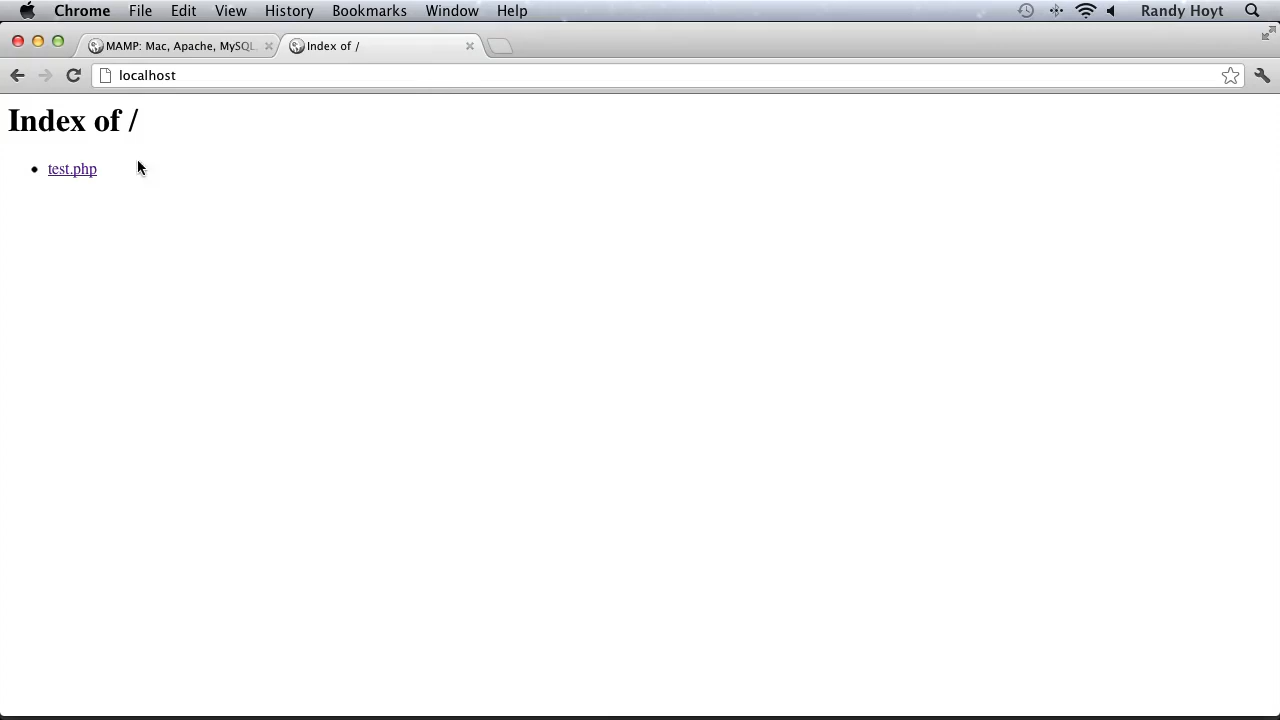 Chrome File Edit View History Bookmarks Window Help Randy Hoyt
MAMP: Mac, Apache, MySQL, Index of /
localhost
Index of /
test.php